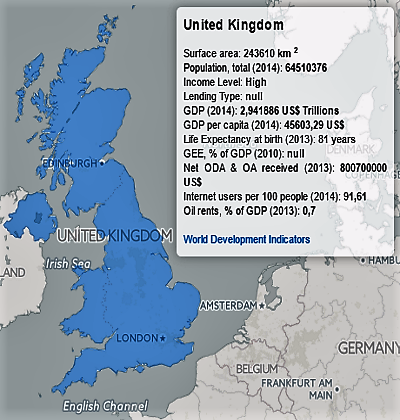 United Kingdom
Surface area: 243610 km 2
Population, total (2014): 64510376
Income Level: High
Lending Type: null
GDP (2014): 2,941886 US$ Trillions
GDP per capita (2014): 45603,29 US$
Life Expectancy at birth (2013): 81 years
GEE, % of GDP (2010): null
Net ODA & OA received (2013): 800700000
US$
Internet users per 100 people (2014): 91,61
Oil rents, % of GDP (2013): 0,7
World Development Indicators
DENMARK
COPENHAGE
EDINBURGH
UNITED KINGDOM
Irish Sea
LAND
HAMBU
AMSTERDAM
LONDON
GERMANY
BELGIUM
FRANKFURT AM
MAIN
English Channel